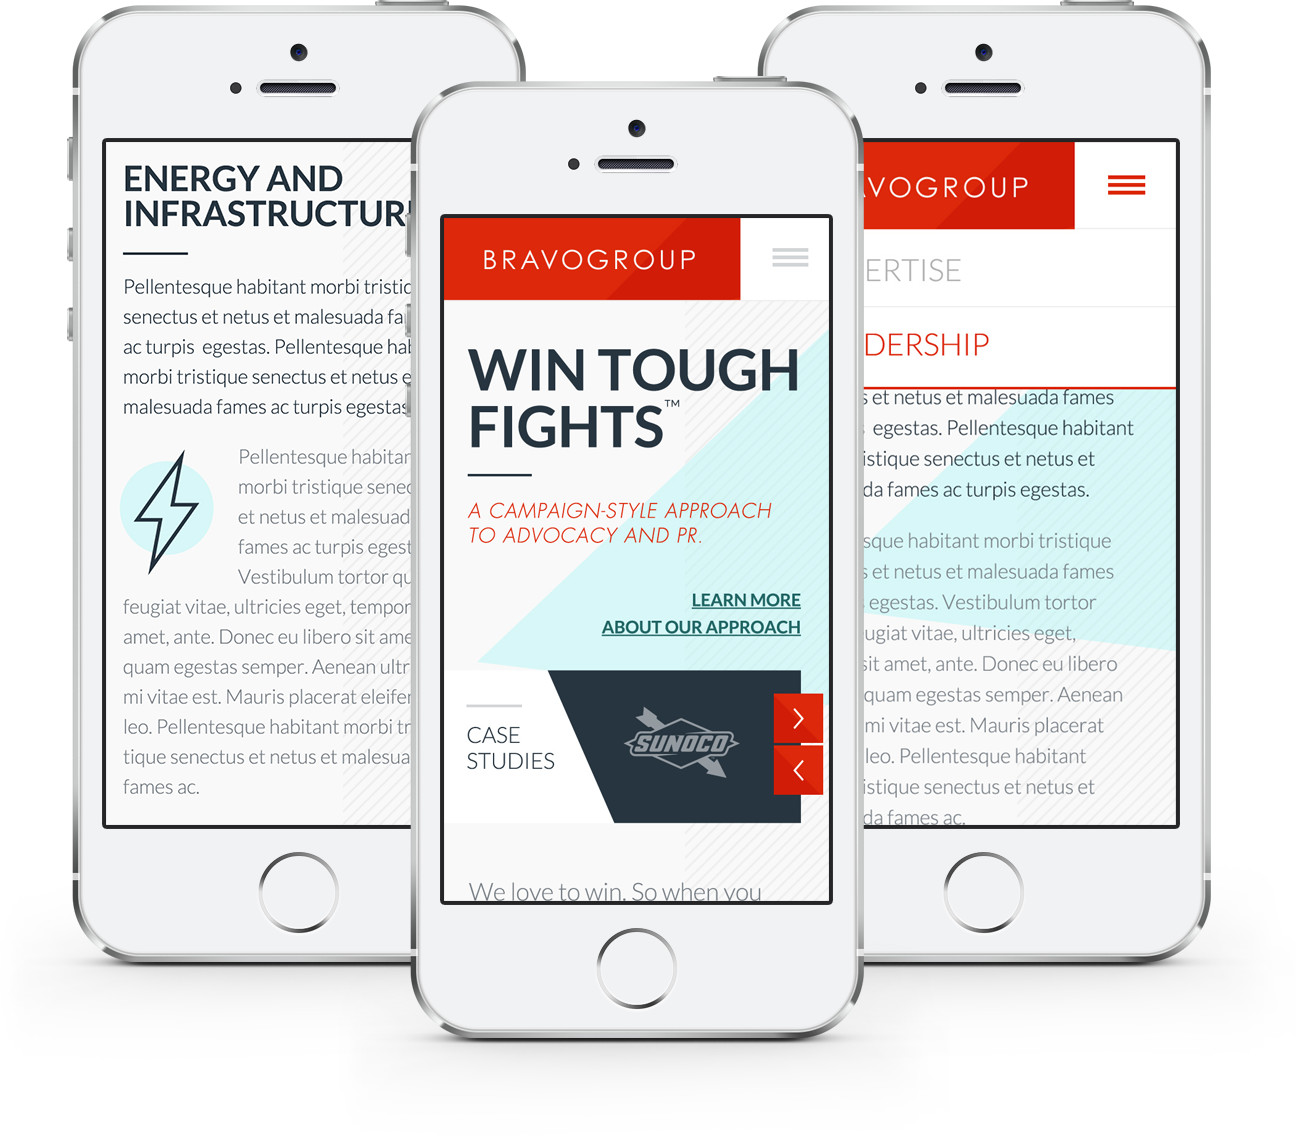 ENERGY AND
INFRASTRUCTUR
Pellentesque habitant morbi tristic
senectus et netus et malesuada fa
ac turpis egestas. Pellentesque hab
morbi tristique senectus et netus e
malesuada fames ac turpis egestas
Pellentesque habitar
morbi tristique senec
et netus et malesuad
fames ac turpis egest
Vestibulum tortor qu
feugiat vitae, ultricies eget, tempor
amet, ante. Donec eu libero sit ame
quam egestas semper. Aenean ultr
mi vitae est. Mauris placerat eleifer
leo. Pellentesque habitant morbi tr
tique senectus et netus et malesua
fames ac.
BRAVOGROUP
WIN TOUGH
FIGHTS™
A CAMPAIGN-STYLE APPROACH
TO ADVOCACY AND PR.
LEARN MORE
ABOUT OUR APPROACH
CASE
STUDIES
SUNOCO
We love to win. So when you
AVOGROUP
ERTISE
DERSHIP
s et netus et malesuada fames
egestas. Pellentesque habitant
istique senectus et netus et
da fames ac turpis egestas.
sque habitant morbi tristique
s et netus et malesuada fames
egestas. Vestibulum tortor
ugiat vitae, ultricies eget,
sit amet, ante. Donec eu libero
quam egestas semper. Aenean
mi vitae est. Mauris placerat
leo. Pellentesque habitant
istique senectus et netus et
da fames ac.